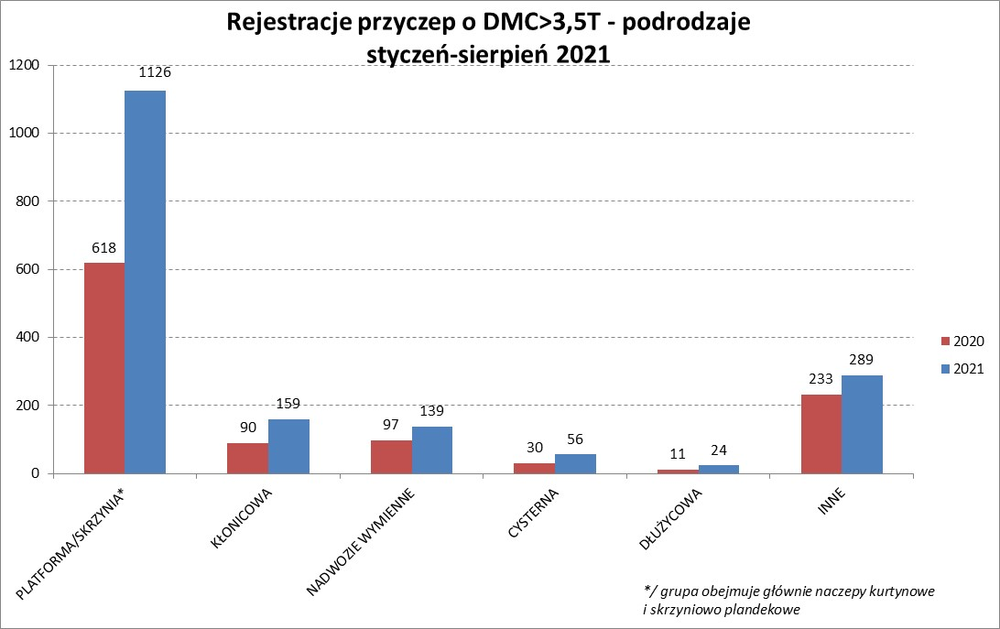 Rejestracje przyczep o DMC>3,5T - podrodzaje
styczeń-sierpień 2021
1200
1000
800
600
400
200
0
618
1126
90
159
97
139
30
56
11
24
233
289
PLATFORMA/SKRZYNIA*
KŁONICOWA
NADWOZIE WYMIENNE
CYSTERNA
DŁUŻYCOWA
INNE
2020
2021
*/ grupa obejmuje głównie naczepy kurtynowe
i skrzyniowo plandekowe